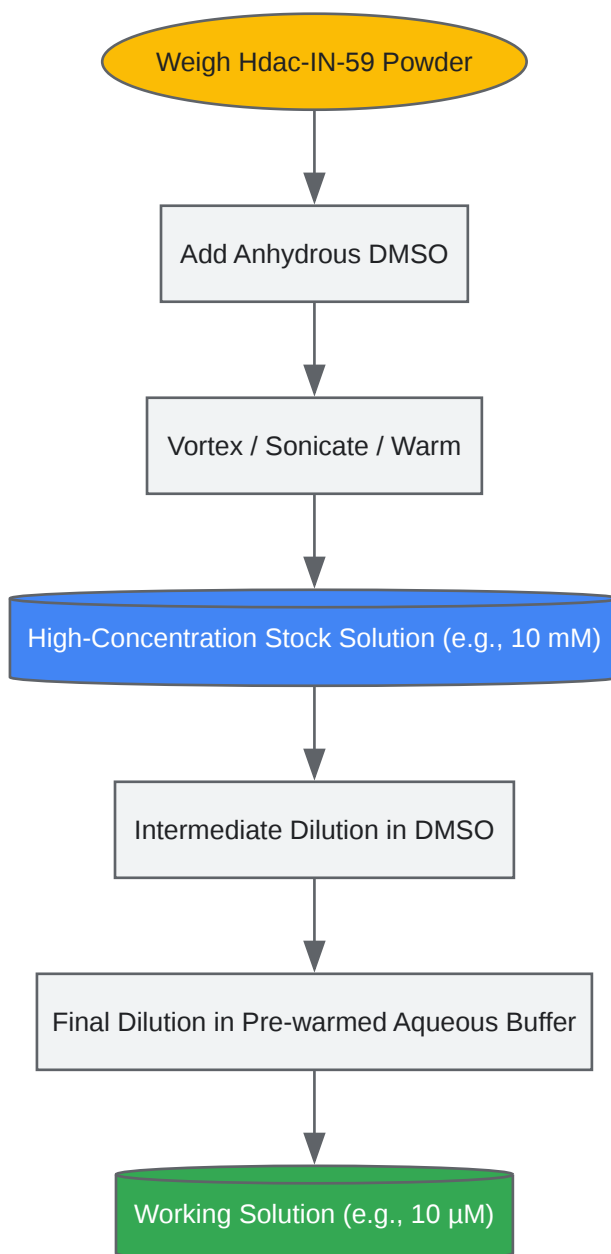 Weigh Hdac-IN-59 Powder
Add Anhydrous DMSO
Vortex / Sonicate / Warm
High-Concentration Stock Solution (e.g., 10 mM)
Intermediate Dilution in DMSO
Final Dilution in Pre-warmed Aqueous Buffer
Working Solution (e.g., 10 µM)